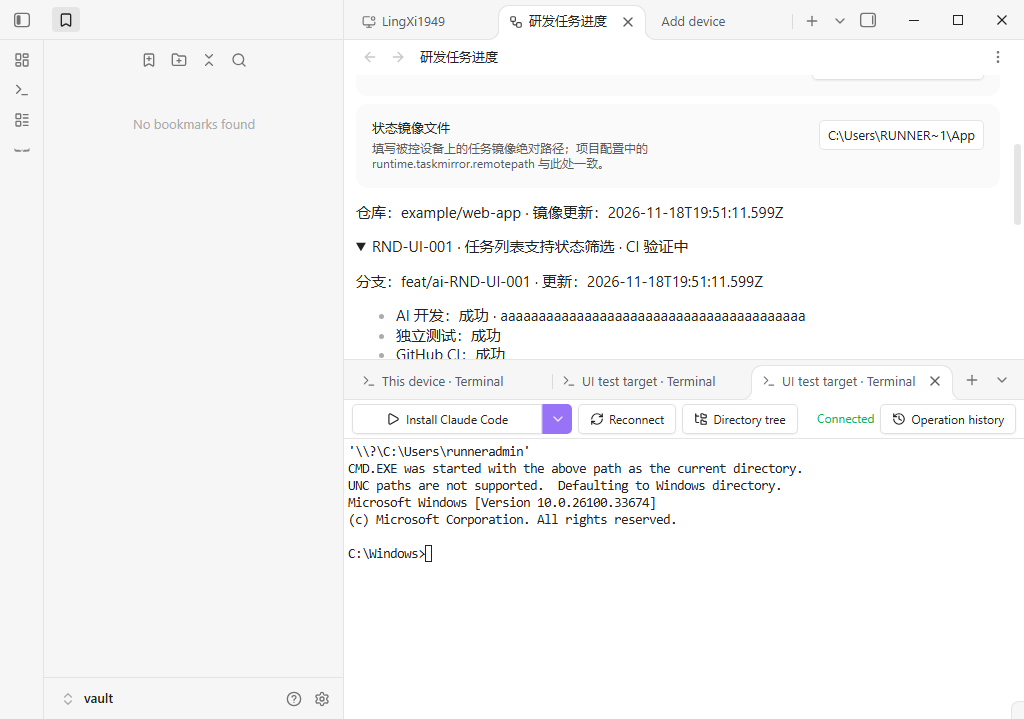 LingXi1949
研发任务进度
Add device
研发任务进度
No bookmarks found
状态镜像文件
填写被控设备上的任务镜像绝对路径；项目配置中的
runtime.taskmirror.remotepath 与此处一致。
C:\Users\RUNNER~1\App
仓库：example/web-app · 镜像更新：2026-11-18T19:51:11.599Z
▼ RND-UI-001 · 任务列表支持状态筛选 · CI 验证中
分支：feat/ai-RND-UI-001 · 更新：2026-11-18T19:51:11.599Z
AI 开发：成功 · aaaaaaaaaaaaaaaaaaaaaaaaaaaaaaaaaaaaaaaa
独立测试：成功
GitHub CI：成功
This device · Terminal
UI test target · Terminal
UI test target · Terminal
Install Claude Code
Reconnect
Directory tree
Connected
Operation history
'\\?\C:\Users\runneradmin'
CMD.EXE was started with the above path as the current directory.
UNC paths are not supported.  Defaulting to Windows directory.
Microsoft Windows [Version 10.0.26100.33674]
(c) Microsoft Corporation. All rights reserved.
C:\Windows>
vault